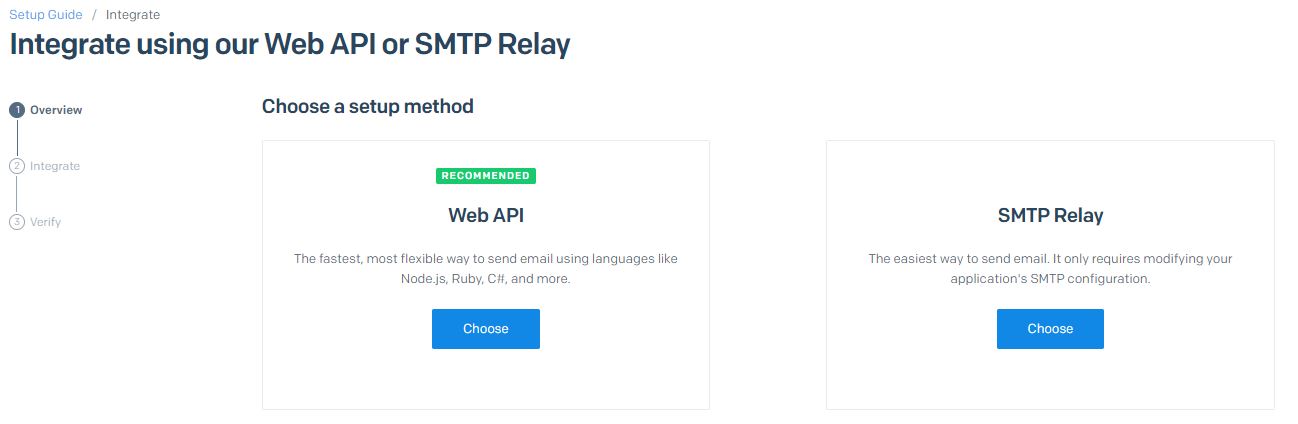 Setup Guide / Integrate
Integrate using our Web API or SMTP Relay
1 Overview
2 Integrate
3 Verify
Choose a setup method
RECOMMENDED
Web API
The fastest, most flexible way to send email using languages like
Node.js, Ruby, C#, and more.
Choose
SMTP Relay
The easiest way to send email. It only requires modifying your
application's SMTP configuration.
Choose